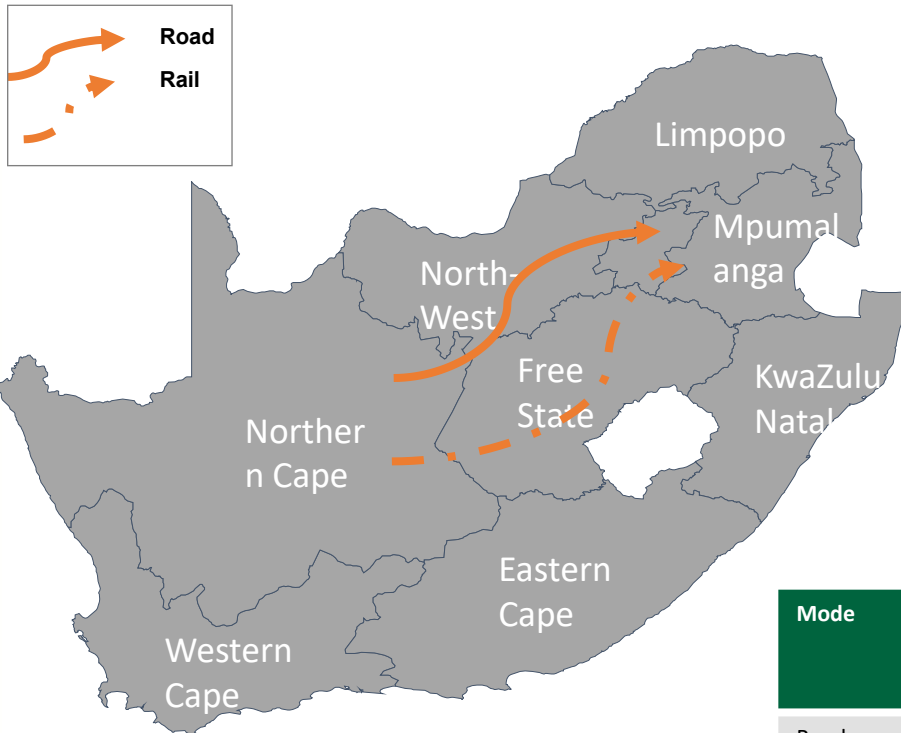 Road
Rail
Limpopo
Mpumal
anga
North-
West
Free
State
KwaZulu
Natal
Norther
n Cape
Eastern
Cape
Western
Cape
Mode